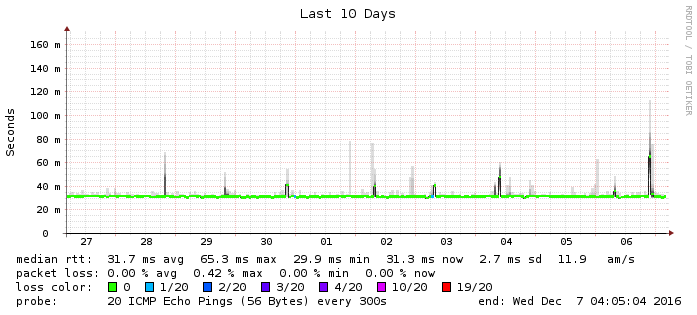 Last 10 Days
RRDTOOL / TOBI OETIKER
Seconds
160 m
140 m
120 m
100 m
80 m
60 m
40 m
20 m
0
27 28 29 30 01 02 03 04 05 06
median rtt: 31.7 ms avg 65.3 ms max 29.9 ms min 31.3 ms now 2.7 ms sd 11.9 am/s
packet loss: 0.00 % avg 0.42 % max 0.00 % min 0.00 % now
loss color: 0 1/20 2/20 3/20 4/20 10/20 19/20
probe: 20 ICMP Echo Pings (56 Bytes) every 300s end: Wed Dec 7 04:05:04 2016